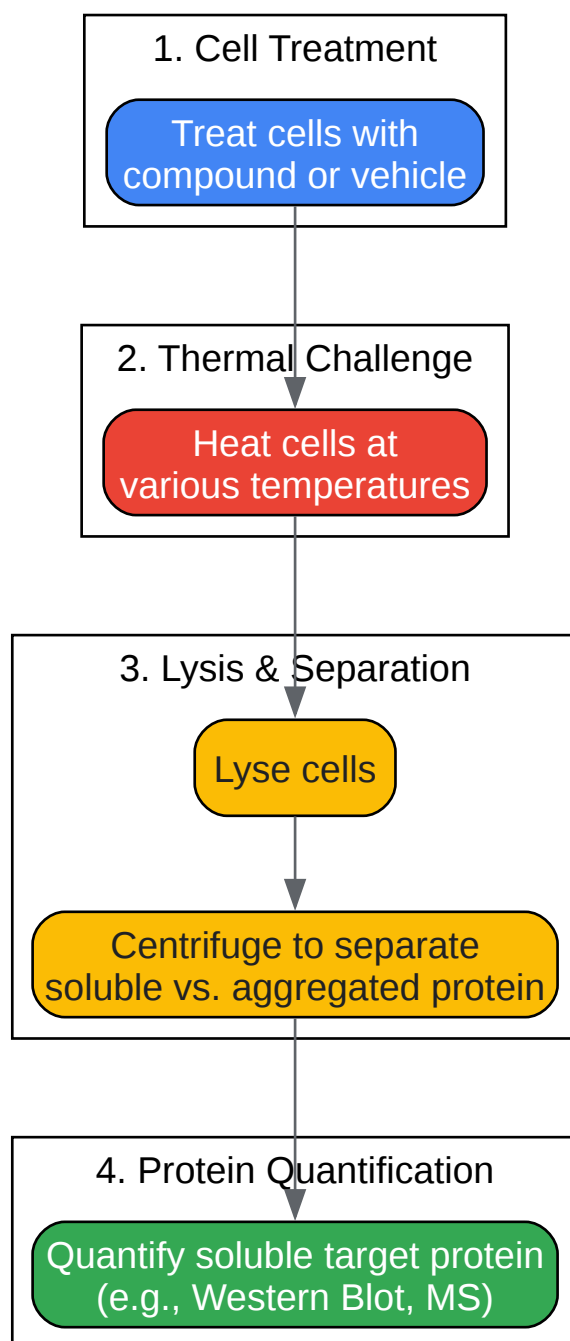 1. Cell Treatment
Treat cells with
compound or vehicle
2. Thermal Challenge
Heat cells at
various temperatures
3. Lysis & Separation
Lyse cells
Centrifuge to separate
soluble vs. aggregated protein
4. Protein Quantification
Quantify soluble target protein
(e.g., Western Blot, MS)